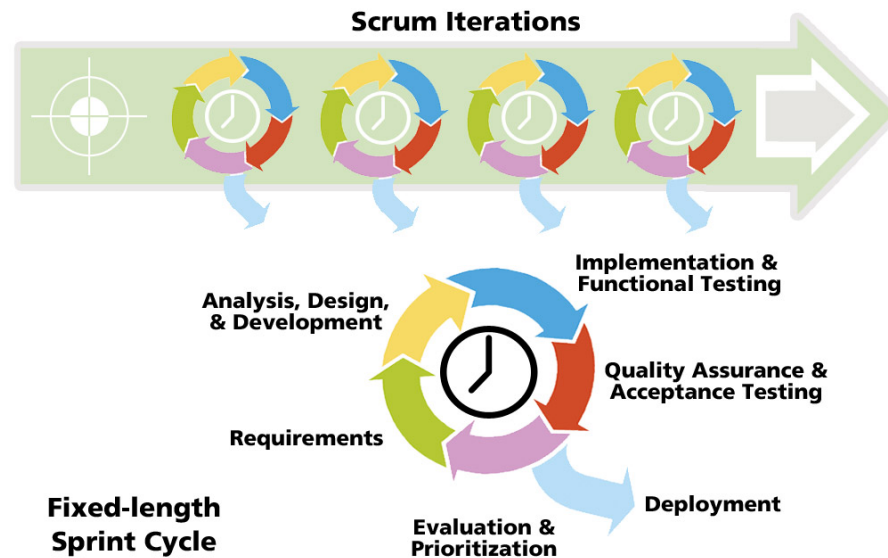 Scrum Iterations
Implementation &
Functional Testing
Analysis, Design,
& Development
Quality Assurance &
Acceptance Testing
Requirements
Deployment
Evaluation &
Prioritization
Fixed-length
Sprint Cycle